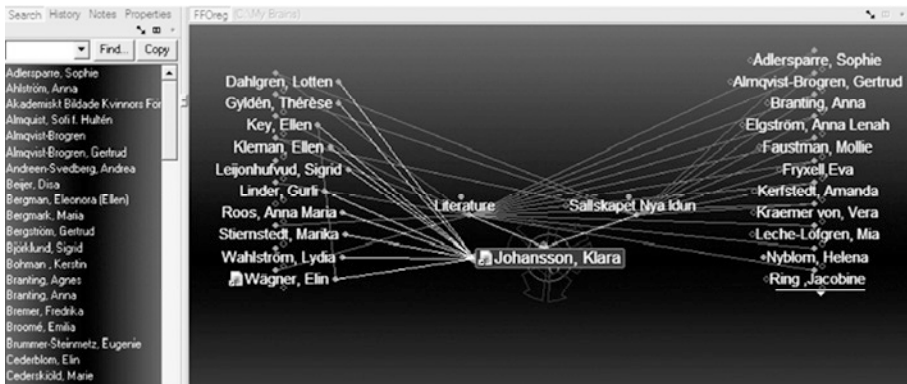 Search History Notes Properties
FFOreg (C:\My Brains)
Find... Copy
Adlersparre, Sophie
Ahlström, Anna
Akademiskt Bildade Kvinnors For
Almquist, Sofi f. Hultén
Almqvist-Brogren
Almqvist-Brogren, Gertrud
Andreen-Svedberg, Andrea
Beijer, Disa
Bergman, Eleonora (Ellen)
Bergmark, Maria
Bergström, Gertrud
Björklund, Sigrid
Bohman , Kerstin
Branting, Agnes
Branting, Anna
Bremer, Fredrika
Broomé, Emilia
Brummer-Steinmetz, Eugenie
Cederblom, Elin
Cederskiöld, Marie
Dahlgren, Lotten
Gyldén, Thérèse
Key, Ellen
Kleman, Ellen
Leijonhufvud, Sigrid
Linder, Gurli
Roos, Anna Maria
Stiernstedt, Marika
Wahlström, Lydia
Wägner, Elin
Literature
Sällskapet Nya Idun
Johansson, Klara
Adlersparre, Sophie
Almqvist-Brogren, Gertrud
Branting, Anna
Elgström, Anna Lenah
Faustman, Mollie
Fryxell,Eva
Kerfstedt, Amanda
Kraemer von, Vera
Leche-Löfgren, Mia
Nyblom, Helena
Ring ,Jacobine